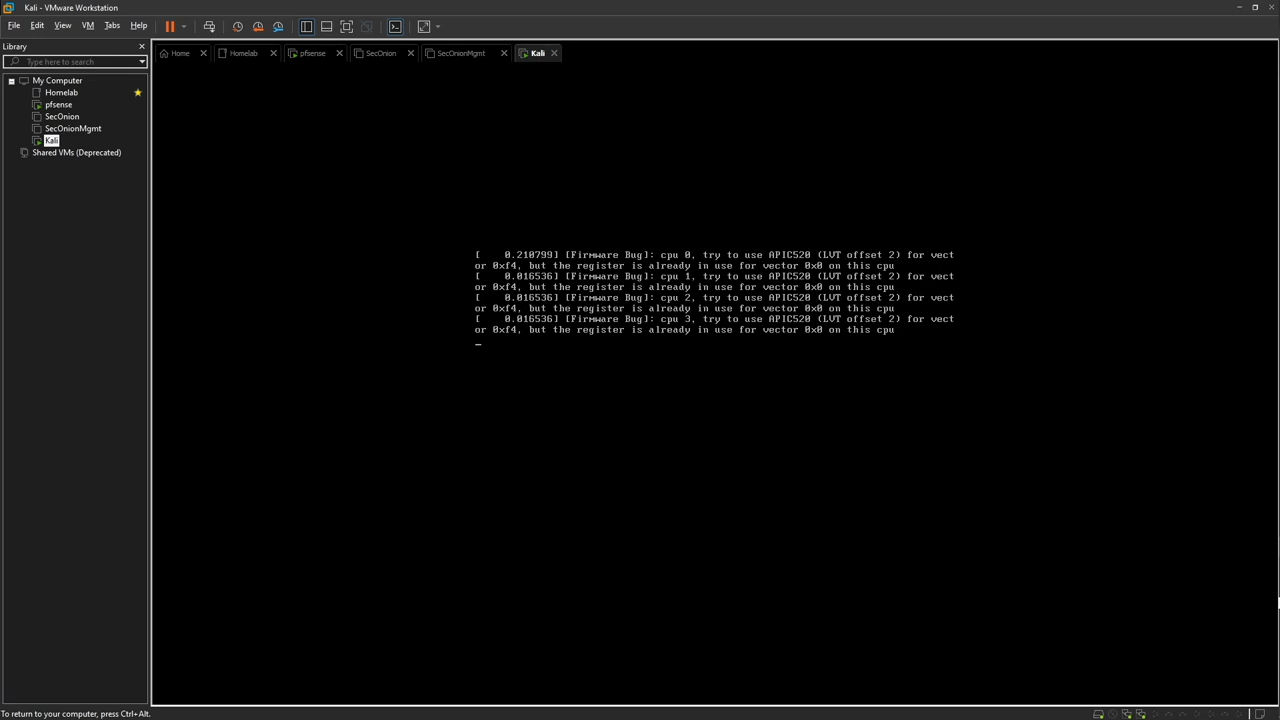 Kali - VMware Workstation
File Edit View VM Tabs Help
Library
Type here to search
My Computer
Homelab
pfsense
SecOnion
SecOnionMgmt
Kali
Shared VMs (Deprecated)
Home Homelab pfsense SecOnion SecOnionMgmt Kali
[    0.210799] [Firmware Bug]: cpu 0, try to use APIC520 (LVT offset 2) for vect
or 0xf4, but the register is already in use for vector 0x0 on this cpu
[    0.016536] [Firmware Bug]: cpu 1, try to use APIC520 (LVT offset 2) for vect
or 0xf4, but the register is already in use for vector 0x0 on this cpu
[    0.016536] [Firmware Bug]: cpu 2, try to use APIC520 (LVT offset 2) for vect
or 0xf4, but the register is already in use for vector 0x0 on this cpu
[    0.016536] [Firmware Bug]: cpu 3, try to use APIC520 (LVT offset 2) for vect
or 0xf4, but the register is already in use for vector 0x0 on this cpu
_
To return to your computer, press Ctrl+Alt.